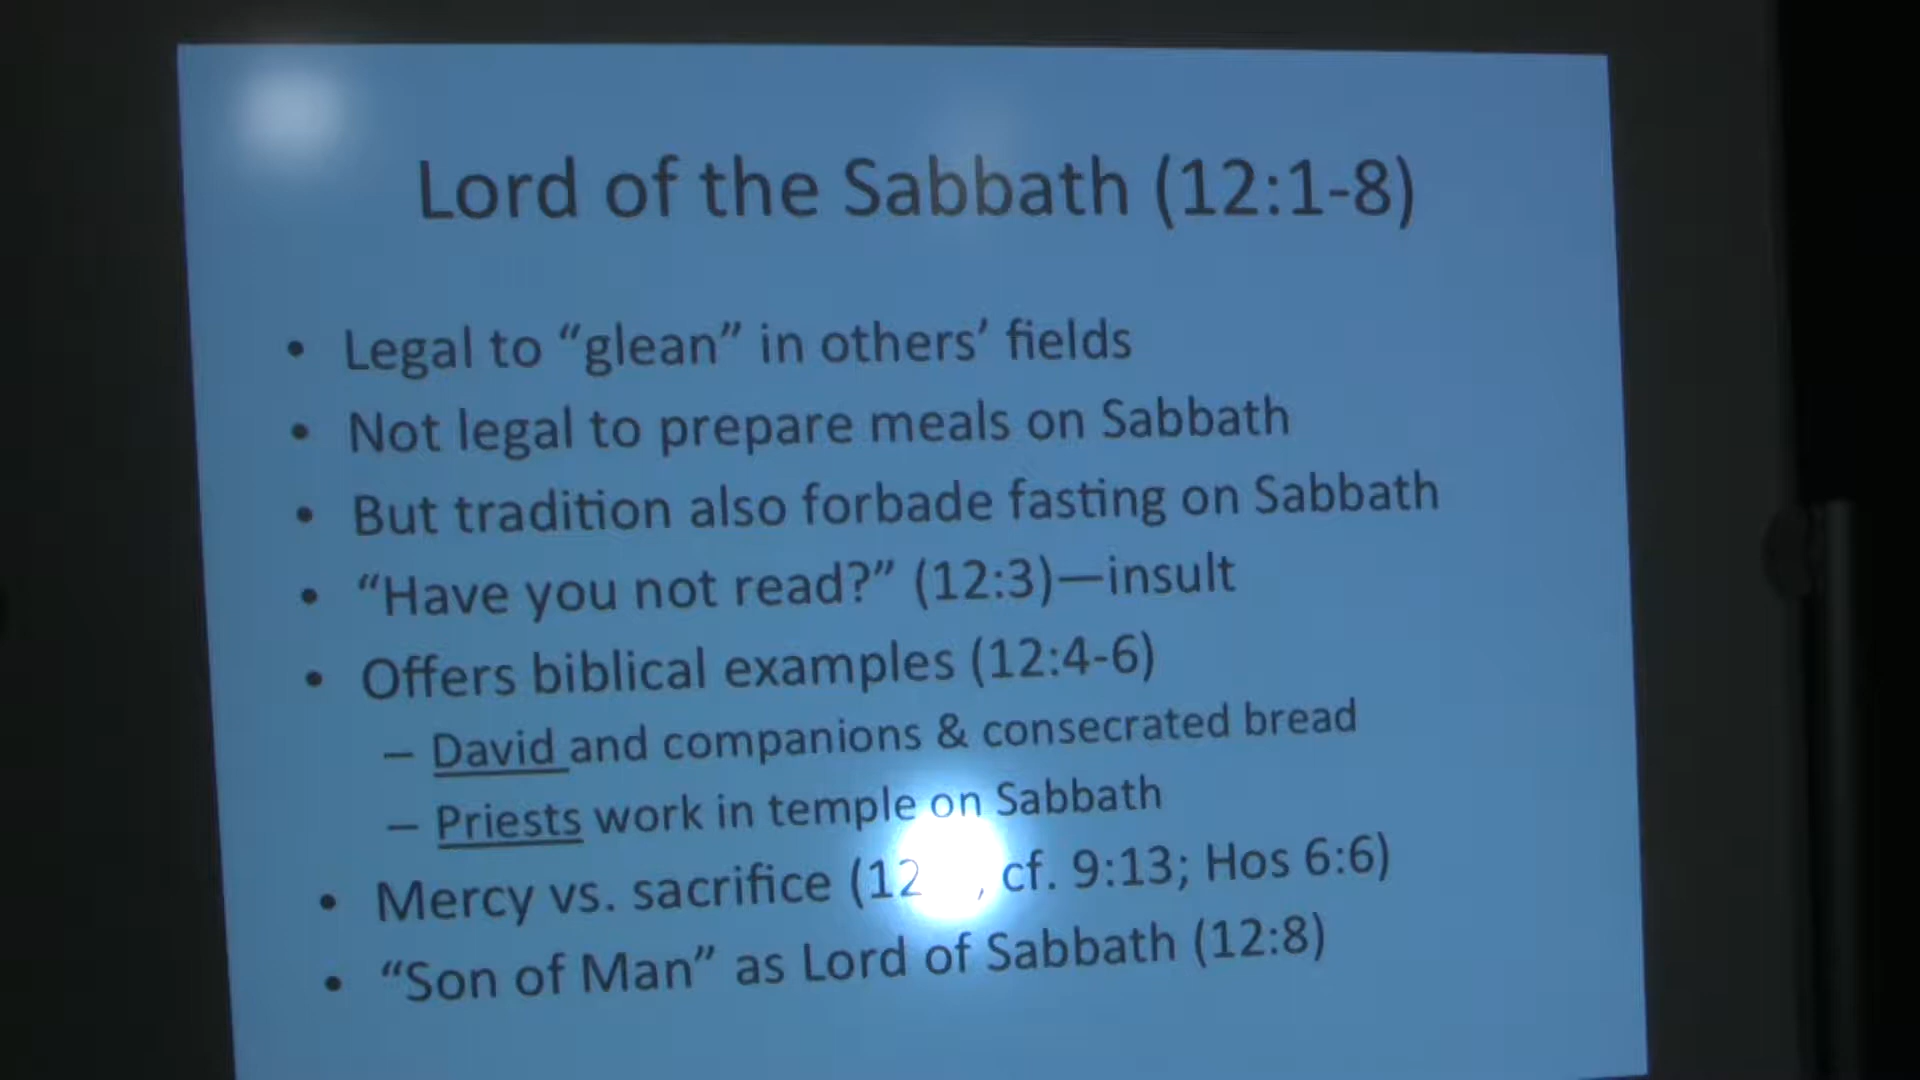 Lord of the Sabbath (12:1-8)
• Legal to “glean” in others’ fields
• Not legal to prepare meals on Sabbath
• But tradition also forbade fasting on Sabbath
• “Have you not read?” (12:3)—insult
• Offers biblical examples (12:4-6)
– David and companions & consecrated bread
– Priests work in temple on Sabbath
• Mercy vs. sacrifice (12 , cf. 9:13; Hos 6:6)
• “Son of Man” as Lord of Sabbath (12:8)